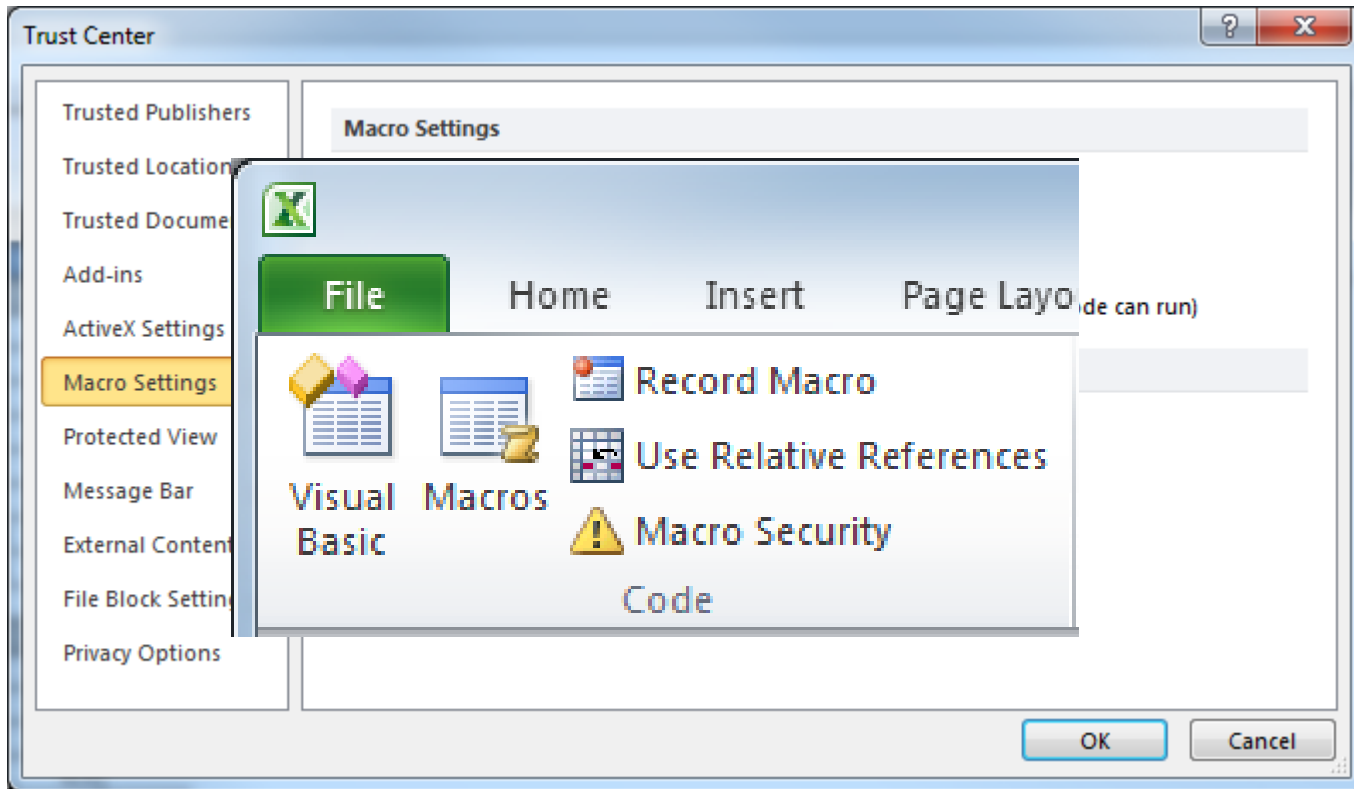 Trust Center
Trusted Publishers
Trusted Location
Trusted Docume
Add-ins
ActiveX Settings
Macro Settings
Protected View
Message Bar
External Content
File Block Setting
Privacy Options
Macro Settings
de can run)
File Home Insert Page Layo
Visual Basic
Macros
Record Macro
Use Relative References
Macro Security
Code
OK Cancel